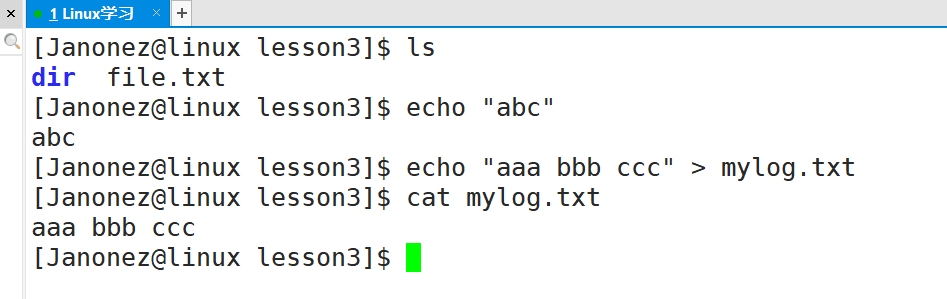 1 Linux学习
[Janonez@linux lesson3]$ ls
dir  file.txt
[Janonez@linux lesson3]$ echo "abc"
abc
[Janonez@linux lesson3]$ echo "aaa bbb ccc" > mylog.txt
[Janonez@linux lesson3]$ cat mylog.txt
aaa bbb ccc
[Janonez@linux lesson3]$